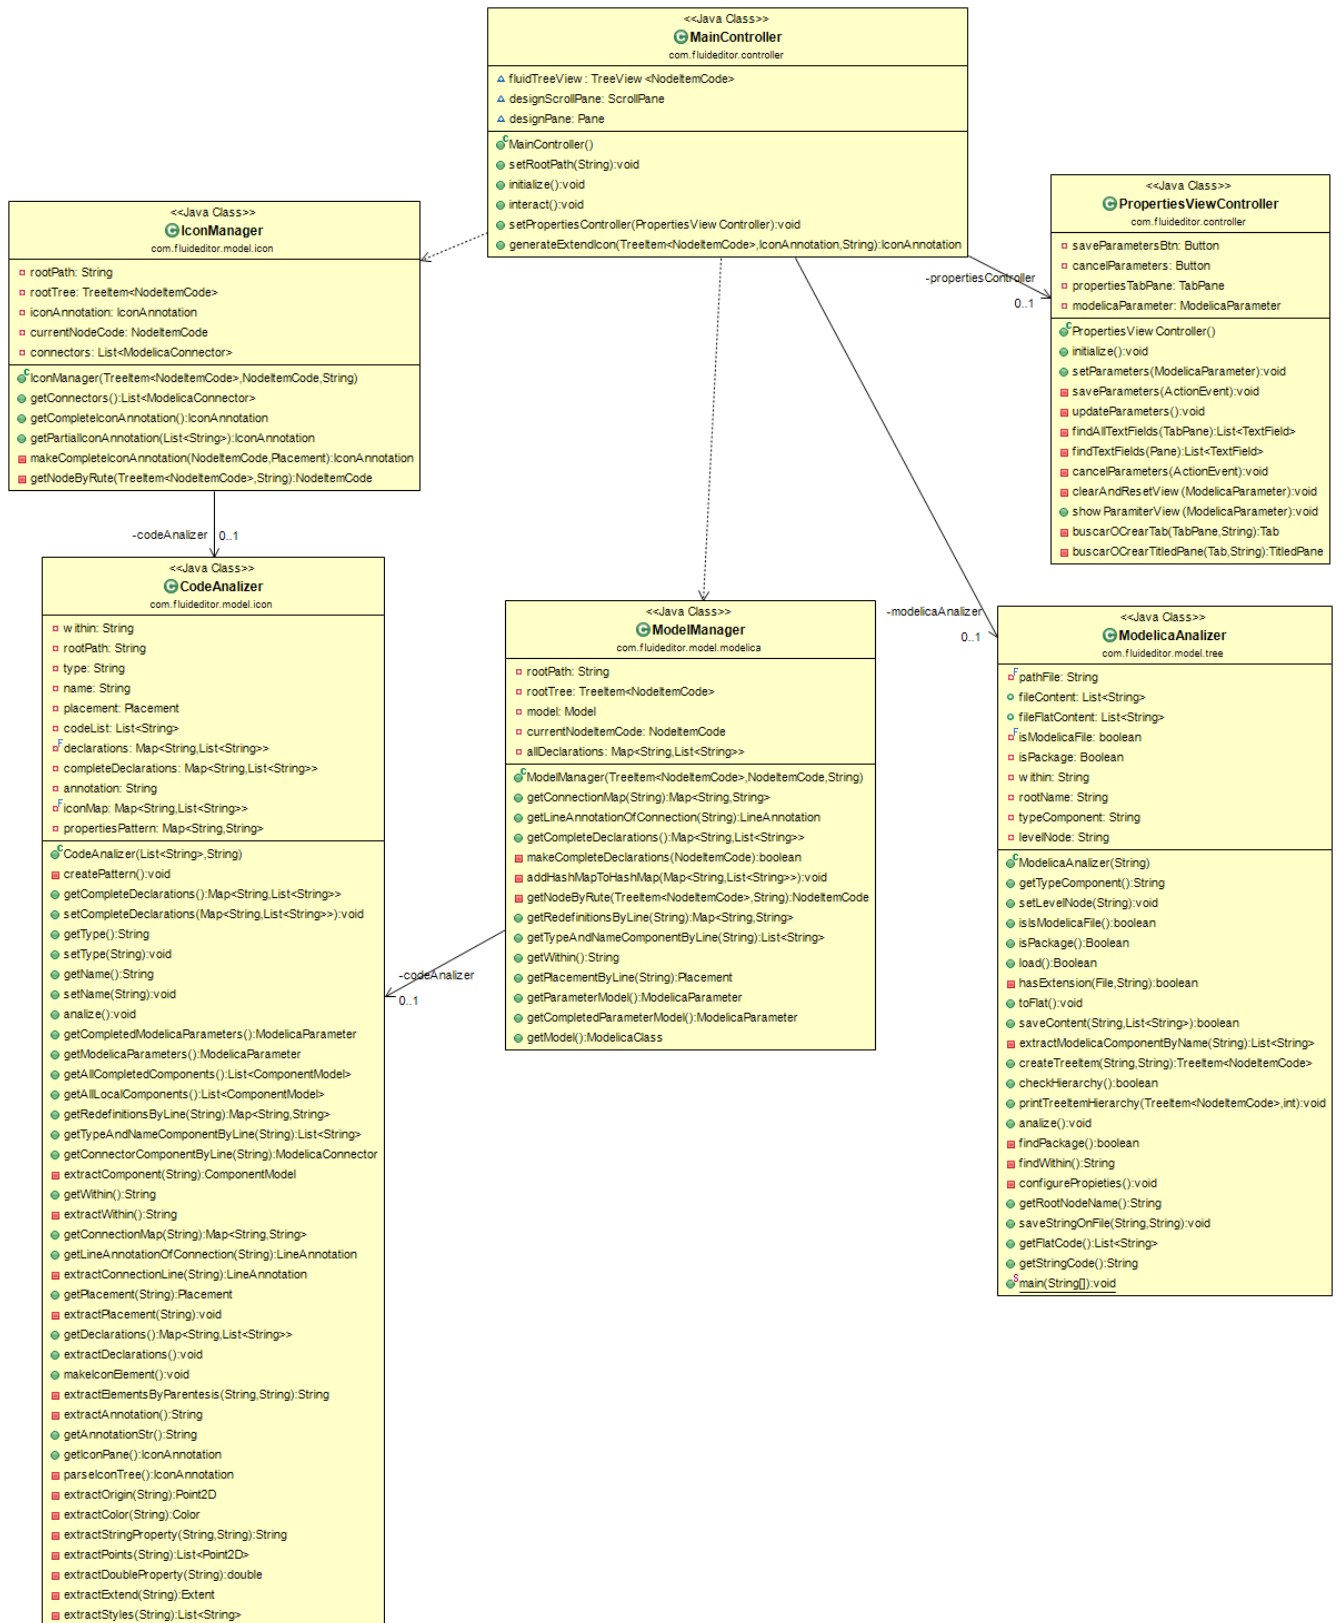 <<Java Class>>
MainController
com.fluideditor.controller
fluidTreeView : TreeView <NodeItemCode>
designScrollPane: ScrollPane
designPane: Pane
MainController()
setRootPath(String):void
initialize():void
interact():void
setPropertiesController(PropertiesView Controller):void
generateExtendIcon(TreeItem<NodeItemCode>,IconAnnotation,String):IconAnnotation
<<Java Class>>
IconManager
com.fluideditor.model.icon
rootPath: String
rootTree: TreeItem<NodeItemCode>
iconAnnotation: IconAnnotation
currentNodeCode: NodeItemCode
connectors: List<ModelicaConnector>
IconManager(TreeItem<NodeItemCode>,NodeItemCode,String)
getConnectors():List<ModelicaConnector>
getCompleteIconAnnotation():IconAnnotation
getPartialIconAnnotation(List<String>):IconAnnotation
makeCompleteIconAnnotation(NodeItemCode,Placement):IconAnnotation
getNodeByRute(TreeItem<NodeItemCode>,String):NodeItemCode
<<Java Class>>
PropertiesViewController
com.fluideditor.controller
saveParametersBtn: Button
cancelParameters: Button
propertiesTabPane: TabPane
modelicaParameter: ModelicaParameter
PropertiesView Controller()
initialize():void
setParameters(ModelicaParameter):void
saveParameters(ActionEvent):void
updateParameters():void
findAllTextFields(TabPane):List<TextField>
findTextFields(Pane):List<TextField>
cancelParameters(ActionEvent):void
clearAndResetView (ModelicaParameter):void
show ParamiterView (ModelicaParameter):void
buscarOCrearTab(TabPane,String):Tab
buscarOCrearTitledPane(Tab,String):TitledPane
-propertiesController
0..1
-codeAnalizer
0..1
<<Java Class>>
CodeAnalizer
com.fluideditor.model.icon
w ithin: String
rootPath: String
type: String
name: String
placement: Placement
codeList: List<String>
declarations: Map<String,List<String>>
completeDeclarations: Map<String,List<String>>
annotation: String
iconMap: Map<String,List<String>>
propertiesPattern: Map<String,String>
CodeAnalizer(List<String>,String)
createPattern():void
getCompleteDeclarations():Map<String,List<String>>
setCompleteDeclarations(Map<String,List<String>>):void
getType():String
setType(String):void
getName():String
setName(String):void
analize():void
getCompletedModelicaParameters():ModelicaParameter
getModelicaParameters():ModelicaParameter
getAllCompletedComponents():List<ComponentModel>
getAllLocalComponents():List<ComponentModel>
getRedefinitionsByLine(String):Map<String,String>
getTypeAndNameComponentByLine(String):List<String>
getConnectorComponentByLine(String):ModelicaConnector
extractComponent(String):ComponentModel
getWithin():String
extractWithin():String
getConnectionMap(String):Map<String,String>
getLineAnnotationOfConnection(String):LineAnnotation
extractConnectionLine(String):LineAnnotation
getPlacement(String):Placement
extractPlacement(String):void
getDeclarations():Map<String,List<String>>
extractDeclarations():void
makeIconElement():void
extractElementsByParentesis(String,String):String
extractAnnotation():String
getAnnotationStr():String
getIconPane():IconAnnotation
parseIconTree():IconAnnotation
extractOrigin(String):Point2D
extractColor(String):Color
extractStringProperty(String,String):String
extractPoints(String):List<Point2D>
extractDoubleProperty(String):double
extractExtend(String):Extent
extractStyles(String):List<String>
<<Java Class>>
ModelManager
com.fluideditor.model.modelica
rootPath: String
rootTree: TreeItem<NodeItemCode>
model: Model
currentNodeItemCode: NodeItemCode
allDeclarations: Map<String,List<String>>
ModelManager(TreeItem<NodeItemCode>,NodeItemCode,String)
getConnectionMap(String):Map<String,String>
getLineAnnotationOfConnection(String):LineAnnotation
getCompleteDeclarations():Map<String,List<String>>
makeCompleteDeclarations(NodeItemCode):boolean
addHashMapToHashMap(Map<String,List<String>>):void
getNodeByRute(TreeItem<NodeItemCode>,String):NodeItemCode
getRedefinitionsByLine(String):Map<String,String>
getTypeAndNameComponentByLine(String):List<String>
getWithin():String
getPlacementByLine(String):Placement
getParameterModel():ModelicaParameter
getCompletedParameterModel():ModelicaParameter
getModel():ModelicaClass
-codeAnalizer
0..1
-modelicaAnalizer
0..1
<<Java Class>>
ModelicaAnalizer
com.fluideditor.model.tree
pathFile: String
fileContent: List<String>
fileFlatContent: List<String>
isModelicaFile: boolean
isPackage: Boolean
w ithin: String
rootName: String
typeComponent: String
levelNode: String
ModelicaAnalizer(String)
getTypeComponent():String
setLevelNode(String):void
isIsModelicaFile():boolean
isPackage():Boolean
load():Boolean
hasExtension(File,String):boolean
toFlat():void
saveContent(String,List<String>):boolean
extractModelicaComponentByName(String):List<String>
createTreeItem(String,String):TreeItem<NodeItemCode>
checkHierarchy():boolean
printTreeItemHierarchy(TreeItem<NodeItemCode>,int):void
analize():void
findPackage():boolean
findWithin():String
configurePropieties():void
getRootNodeName():String
saveStringOnFile(String,String):void
getFlatCode():List<String>
getStringCode():String
main(String[]):void